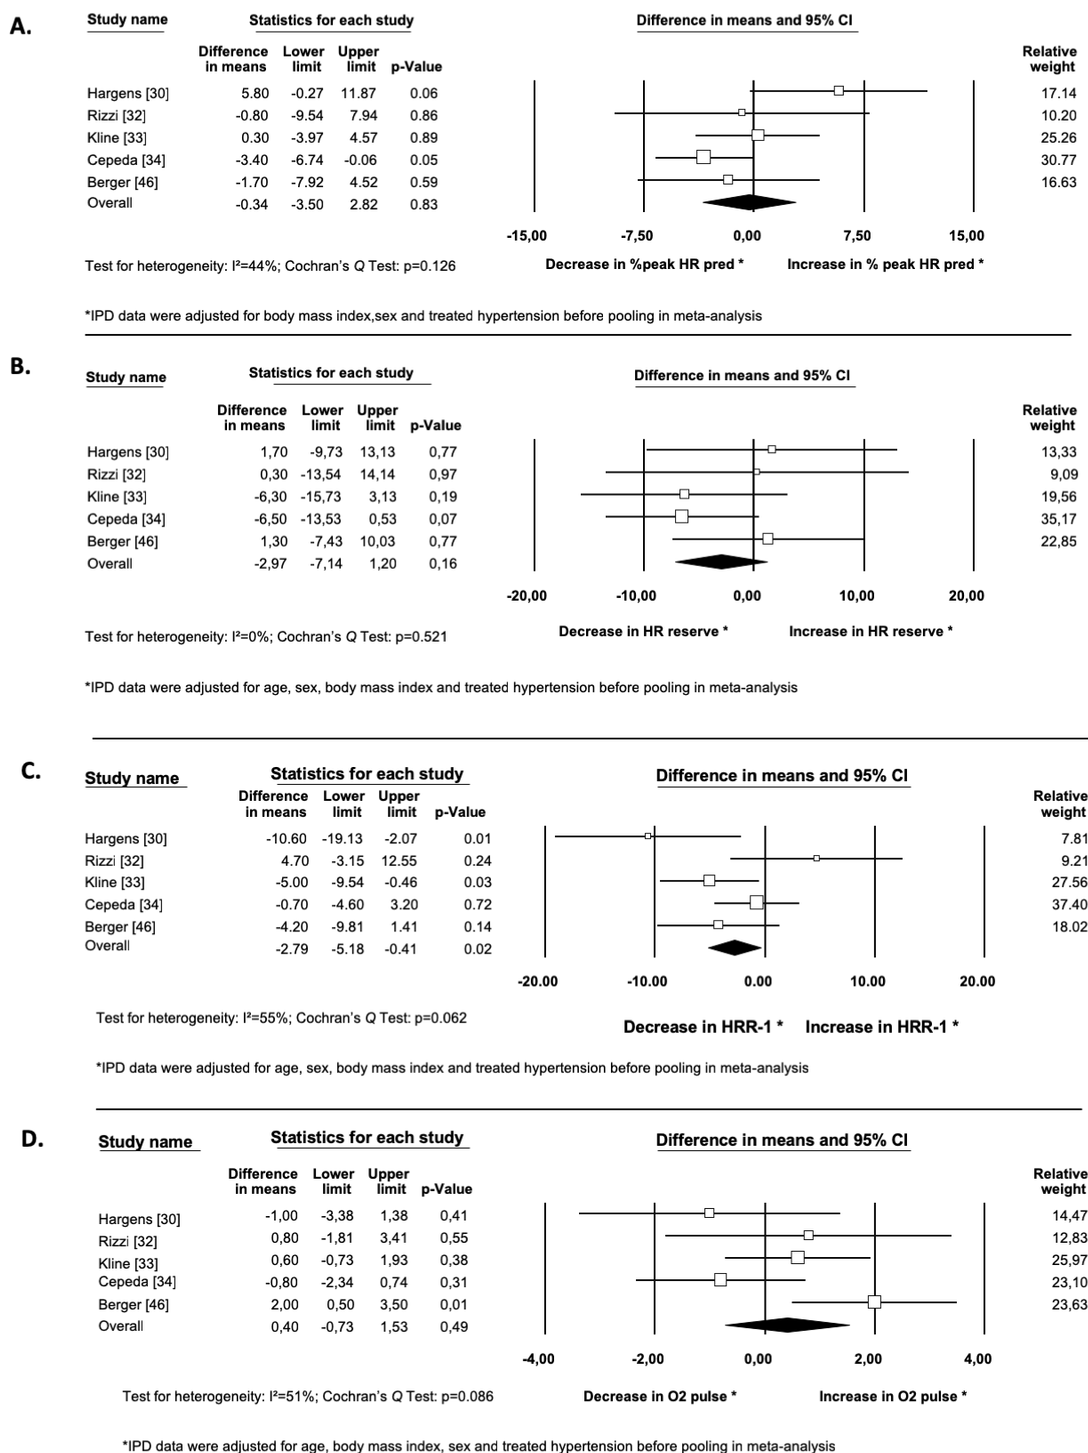 A.
Study name Statistics for each study Difference in means and 95% CI
Difference in means Lower limit Upper limit p-Value Relative weight
Hargens [30] 5.80 -0.27 11.87 0.06 17.14
Rizzi [32] -0.80 -9.54 7.94 0.86 10.20
Kline [33] 0.30 -3.97 4.57 0.89 25.26
Cepeda [34] -3.40 -6.74 -0.06 0.05 30.77
Berger [46] -1.70 -7.92 4.52 0.59 16.63
Overall -0.34 -3.50 2.82 0.83
-15,00 -7,50 0,00 7,50 15,00
Test for heterogeneity: I²=44%; Cochran's Q Test: p=0.126 Decrease in %peak HR pred * Increase in % peak HR pred *
*IPD data were adjusted for body mass index,sex and treated hypertension before pooling in meta-analysis
B.
Study name Statistics for each study Difference in means and 95% CI
Difference in means Lower limit Upper limit p-Value Relative weight
Hargens [30] 1,70 -9,73 13,13 0,77 13,33
Rizzi [32] 0,30 -13,54 14,14 0,97 9,09
Kline [33] -6,30 -15,73 3,13 0,19 19,56
Cepeda [34] -6,50 -13,53 0,53 0,07 35,17
Berger [46] 1,30 -7,43 10,03 0,77 22,85
Overall -2,97 -7,14 1,20 0,16
-20,00 -10,00 0,00 10,00 20,00
Decrease in HR reserve * Increase in HR reserve *
Test for heterogeneity: I²=0%; Cochran's Q Test: p=0.521
*IPD data were adjusted for age, sex, body mass index and treated hypertension before pooling in meta-analysis
C.
Study name Statistics for each study Difference in means and 95% CI
Difference in means Lower limit Upper limit p-Value Relative weight
Hargens [30] -10.60 -19.13 -2.07 0.01 7.81
Rizzi [32] 4.70 -3.15 12.55 0.24 9.21
Kline [33] -5.00 -9.54 -0.46 0.03 27.56
Cepeda [34] -0.70 -4.60 3.20 0.72 37.40
Berger [46] -4.20 -9.81 1.41 0.14 18.02
Overall -2.79 -5.18 -0.41 0.02
-20.00 -10.00 0.00 10.00 20.00
Test for heterogeneity: I²=55%; Cochran's Q Test: p=0.062 Decrease in HRR-1 * Increase in HRR-1 *
*IPD data were adjusted for age, sex, body mass index and treated hypertension before pooling in meta-analysis
D.
Study name Statistics for each study Difference in means and 95% CI
Difference in means Lower limit Upper limit p-Value Relative weight
Hargens [30] -1,00 -3,38 1,38 0,41 14,47
Rizzi [32] 0,80 -1,81 3,41 0,55 12,83
Kline [33] 0,60 -0,73 1,93 0,38 25,97
Cepeda [34] -0,80 -2,34 0,74 0,31 23,10
Berger [46] 2,00 0,50 3,50 0,01 23,63
Overall 0,40 -0,73 1,53 0,49
-4,00 -2,00 0,00 2,00 4,00
Test for heterogeneity: I²=51%; Cochran's Q Test: p=0.086 Decrease in O2 pulse * Increase in O2 pulse *
*IPD data were adjusted for age, body mass index, sex and treated hypertension before pooling in meta-analysis